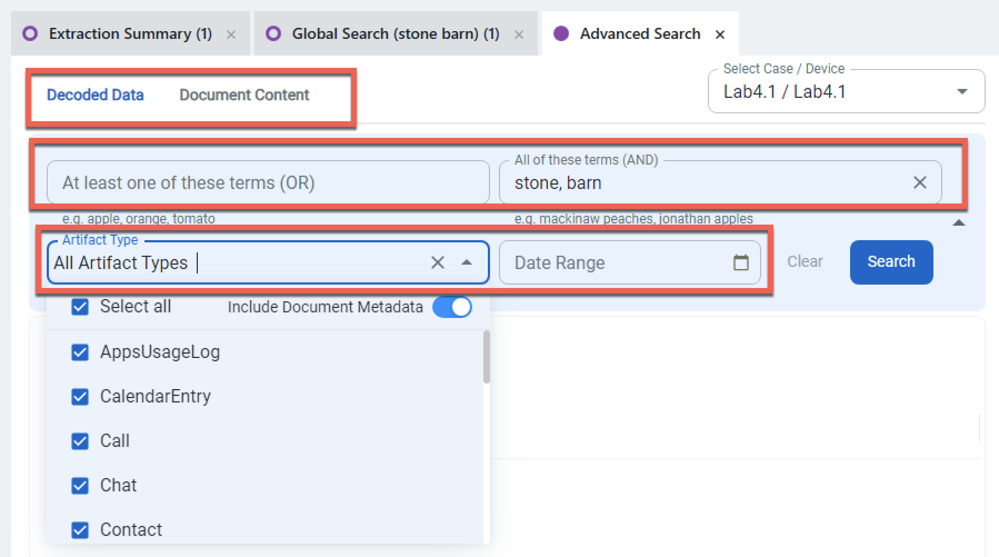 Extraction Summary (1)
Global Search (stone barn) (1)
Advanced Search
Decoded Data
Document Content
Select Case / Device
Lab4.1 / Lab4.1
At least one of these terms (OR)
All of these terms (AND)
stone, barn
e.g. apple, orange, tomato
e.g. mackinaw peaches, jonathan apples
Artifact Type
All Artifact Types
Date Range
Clear
Search
Select all
Include Document Metadata
AppsUsageLog
CalendarEntry
Call
Chat
Contact